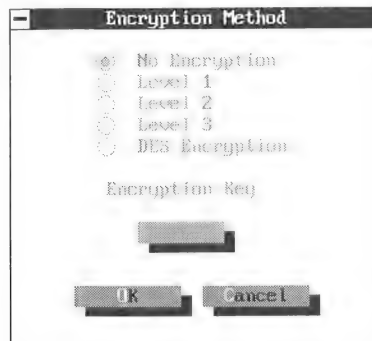 Encryption Method
No Encryption
Level 1
Level 2
Level 3
DES Encryption
Encryption Key
OK Cancel